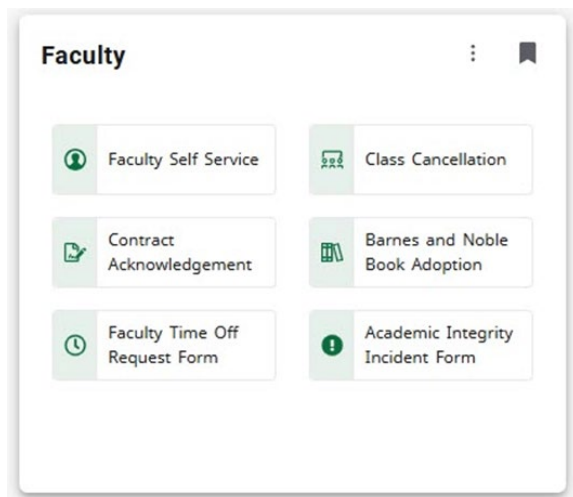 Faculty
Faculty Self Service
Class Cancellation
Contract
Acknowledgement
Barnes and Noble
Book Adoption
Faculty Time Off
Request Form
Academic Integrity
Incident Form